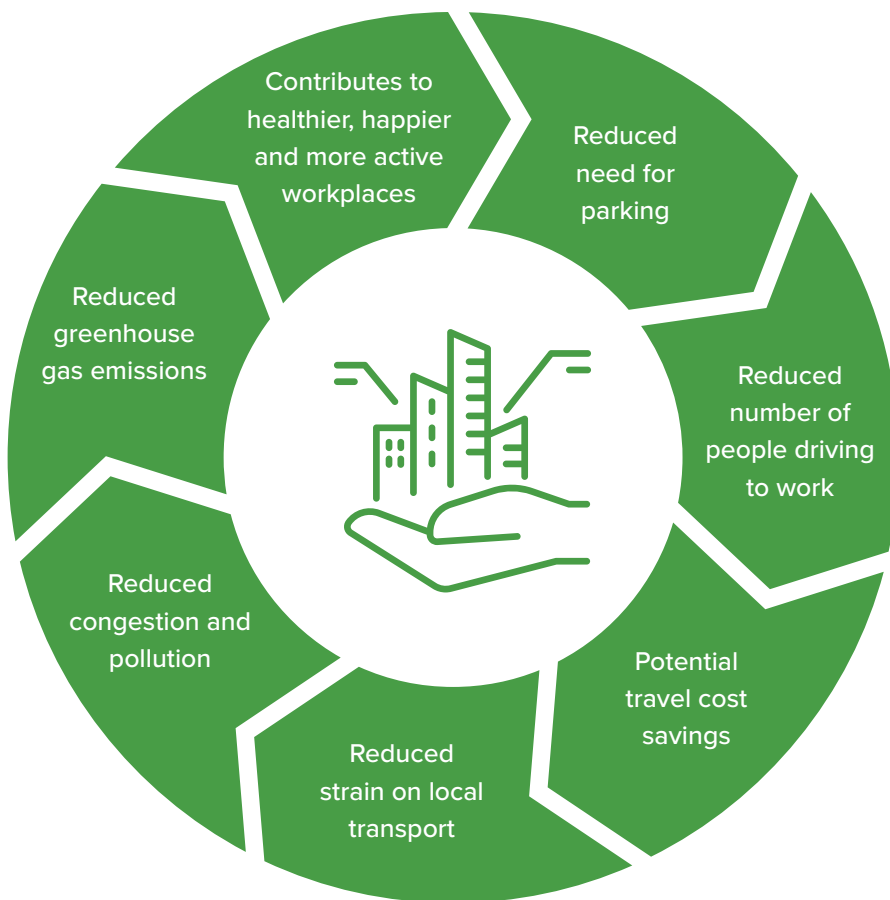 Contributes to
healthier, happier
and more active
workplaces
Reduced
need for
parking
Reduced
number of
people driving
to work
Potential
travel cost
savings
Reduced
strain on local
transport
Reduced
congestion and
pollution
Reduced
greenhouse
gas emissions